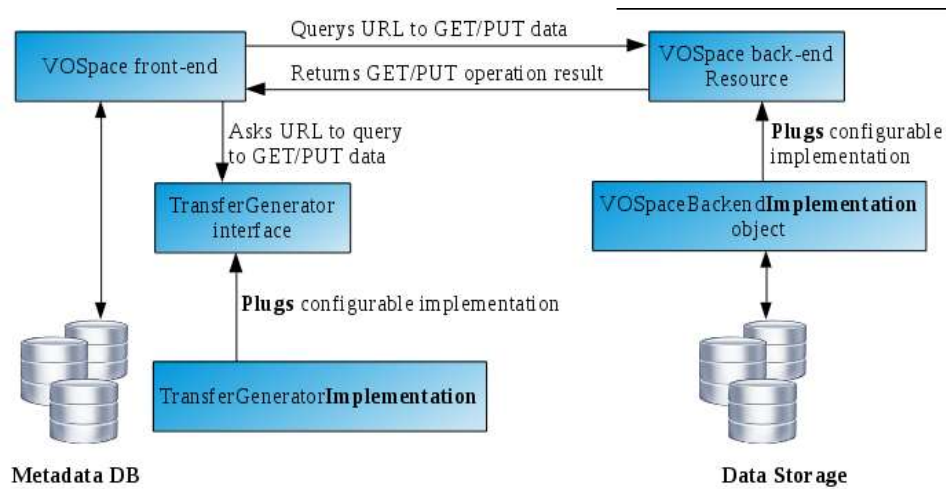 Querys URL to GET/PUT data
VOSpace front-end
VOSpace back-end
Resource
Returns GET/PUT operation result
Asks URL to query
to GET/PUT data
Plugs configurable
implementation
TransferGenerator
interface
VOSpaceBackendImplementation
object
Plugs configurable implementation
TransferGeneratorImplementation
Metadata DB
Data Storage